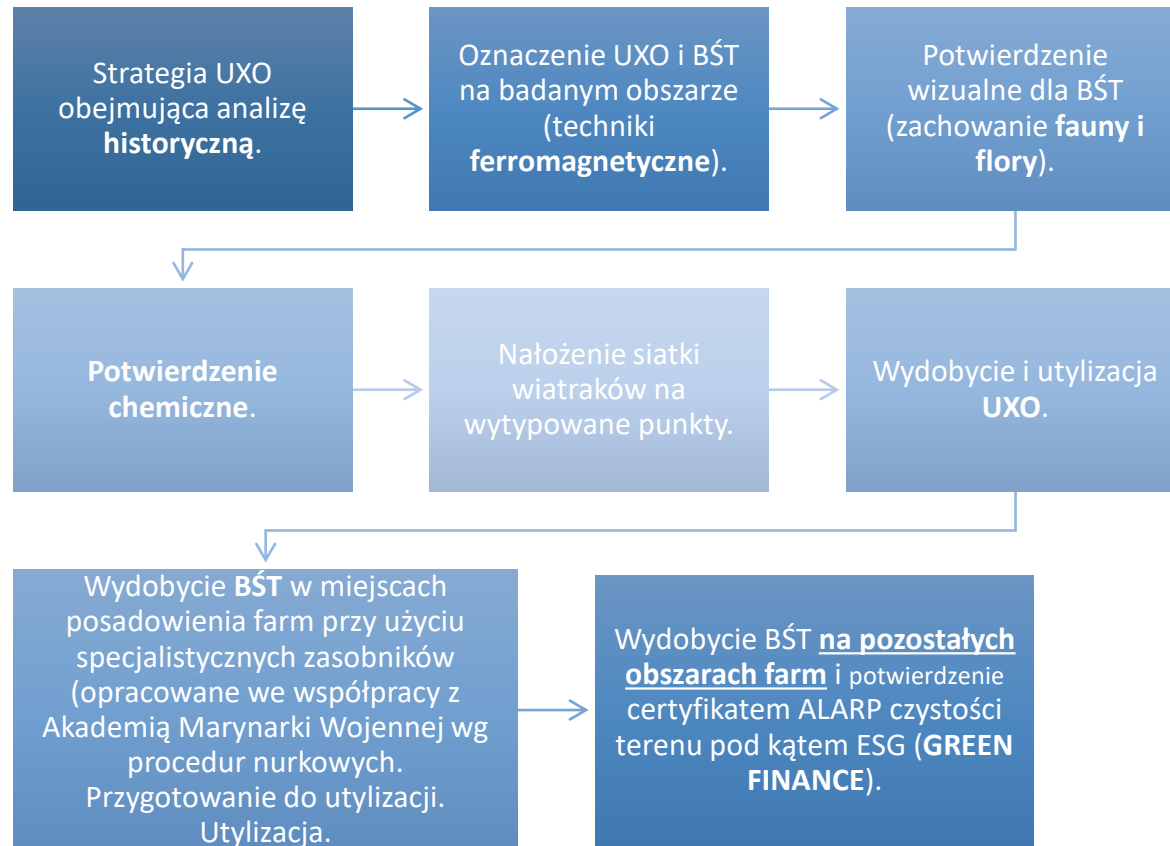 Strategia UXO
obejmująca analizę
historyczną.
Oznaczenie UXO i BŚT
na badanym obszarze
(techniki
ferromagnetyczne).
Potwierdzenie
wizualne dla BŚT
(zachowanie fauny i
flory).
Potwierdzenie
chemiczne.
Nałożenie siatki
wiatraków na
wytypowane punkty.
Wydobycie i utylizacja
UXO.
Wydobycie BŚT w miejscach
posadowienia farm przy użyciu
specjalistycznych zasobników
(opracowane we współpracy z
Akademią Marynarki Wojennej wg
procedur nurkowych.
Przygotowanie do utylizacji.
Utylizacja.
Wydobycie BŚT na pozostałych
obszarach farm i potwierdzenie
certyfikatem ALARP czystości
terenu pod kątem ESG (GREEN
FINANCE).